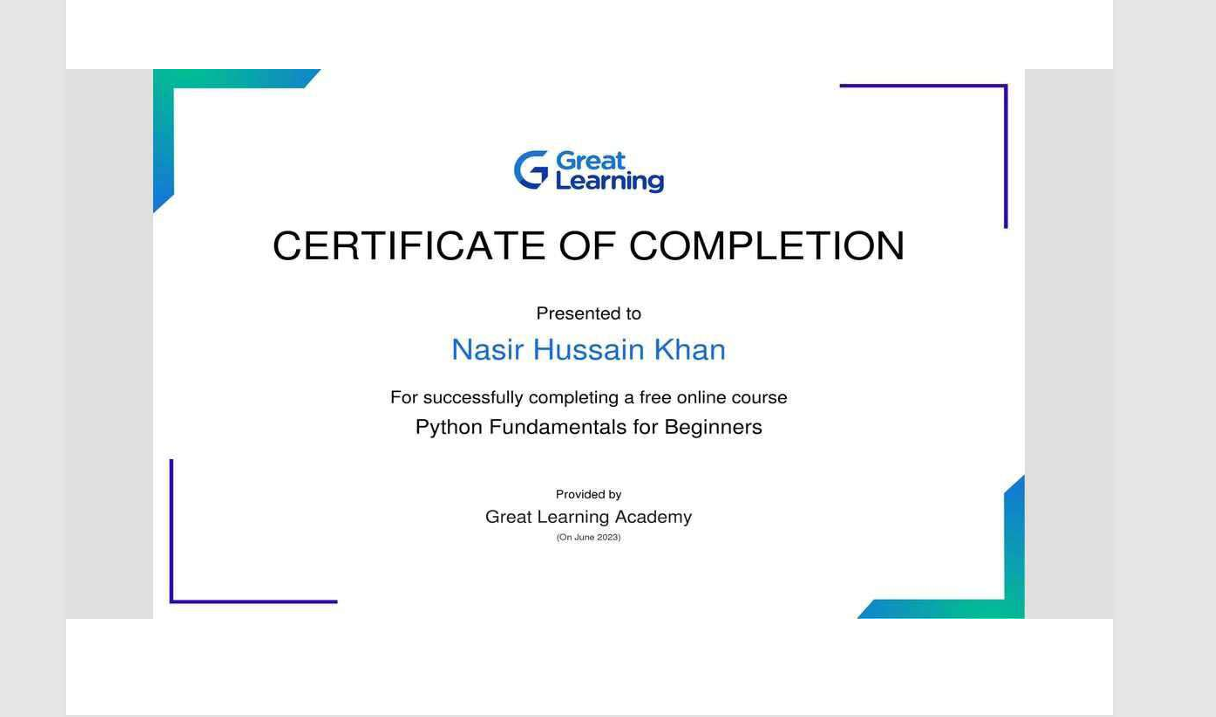 Great
Learning
CERTIFICATE OF COMPLETION
Presented to
Nasir Hussain Khan
For successfully completing a free online course
Python Fundamentals for Beginners
Provided by
Great Learning Academy
(On June 2023)